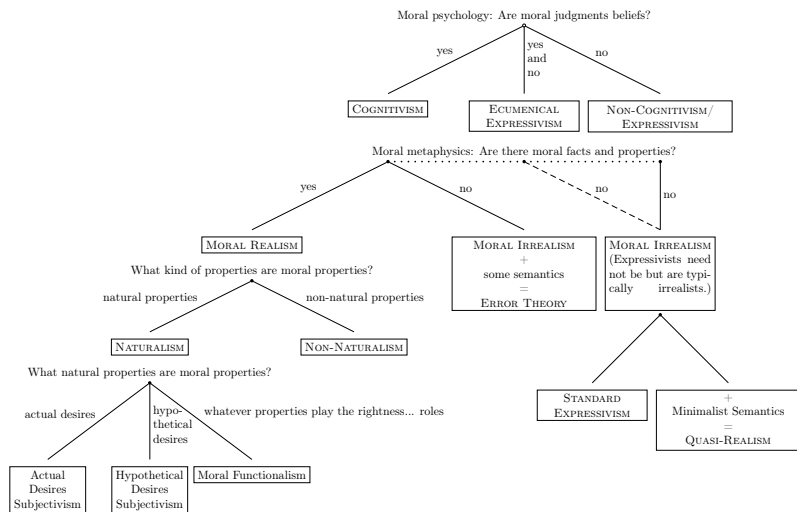 Moral psychology: Are moral judgments beliefs?
yes
yes
and
no
no
COGNITIVISM
ECUMENICAL
EXPRESSIVISM
NON-COGNITIVISM/
EXPRESSIVISM
Moral metaphysics: Are there moral facts and properties?
yes
no
no
no
MORAL REALISM
MORAL IRREALISM
+
some semantics
=
ERROR THEORY
MORAL IRREALISM
(Expressivists need
not be but are typi-
cally irrealists.)
What kind of properties are moral properties?
natural properties
non-natural properties
NATURALISM
NON-NATURALISM
What natural properties are moral properties?
actual desires
hypo-
thetical
desires
whatever properties play the rightness... roles
STANDARD
EXPRESSIVISM
+
Minimalist Semantics
=
QUASI-REALISM
Actual
Desires
Subjectivism
Hypothetical
Desires
Subjectivism
Moral Functionalism